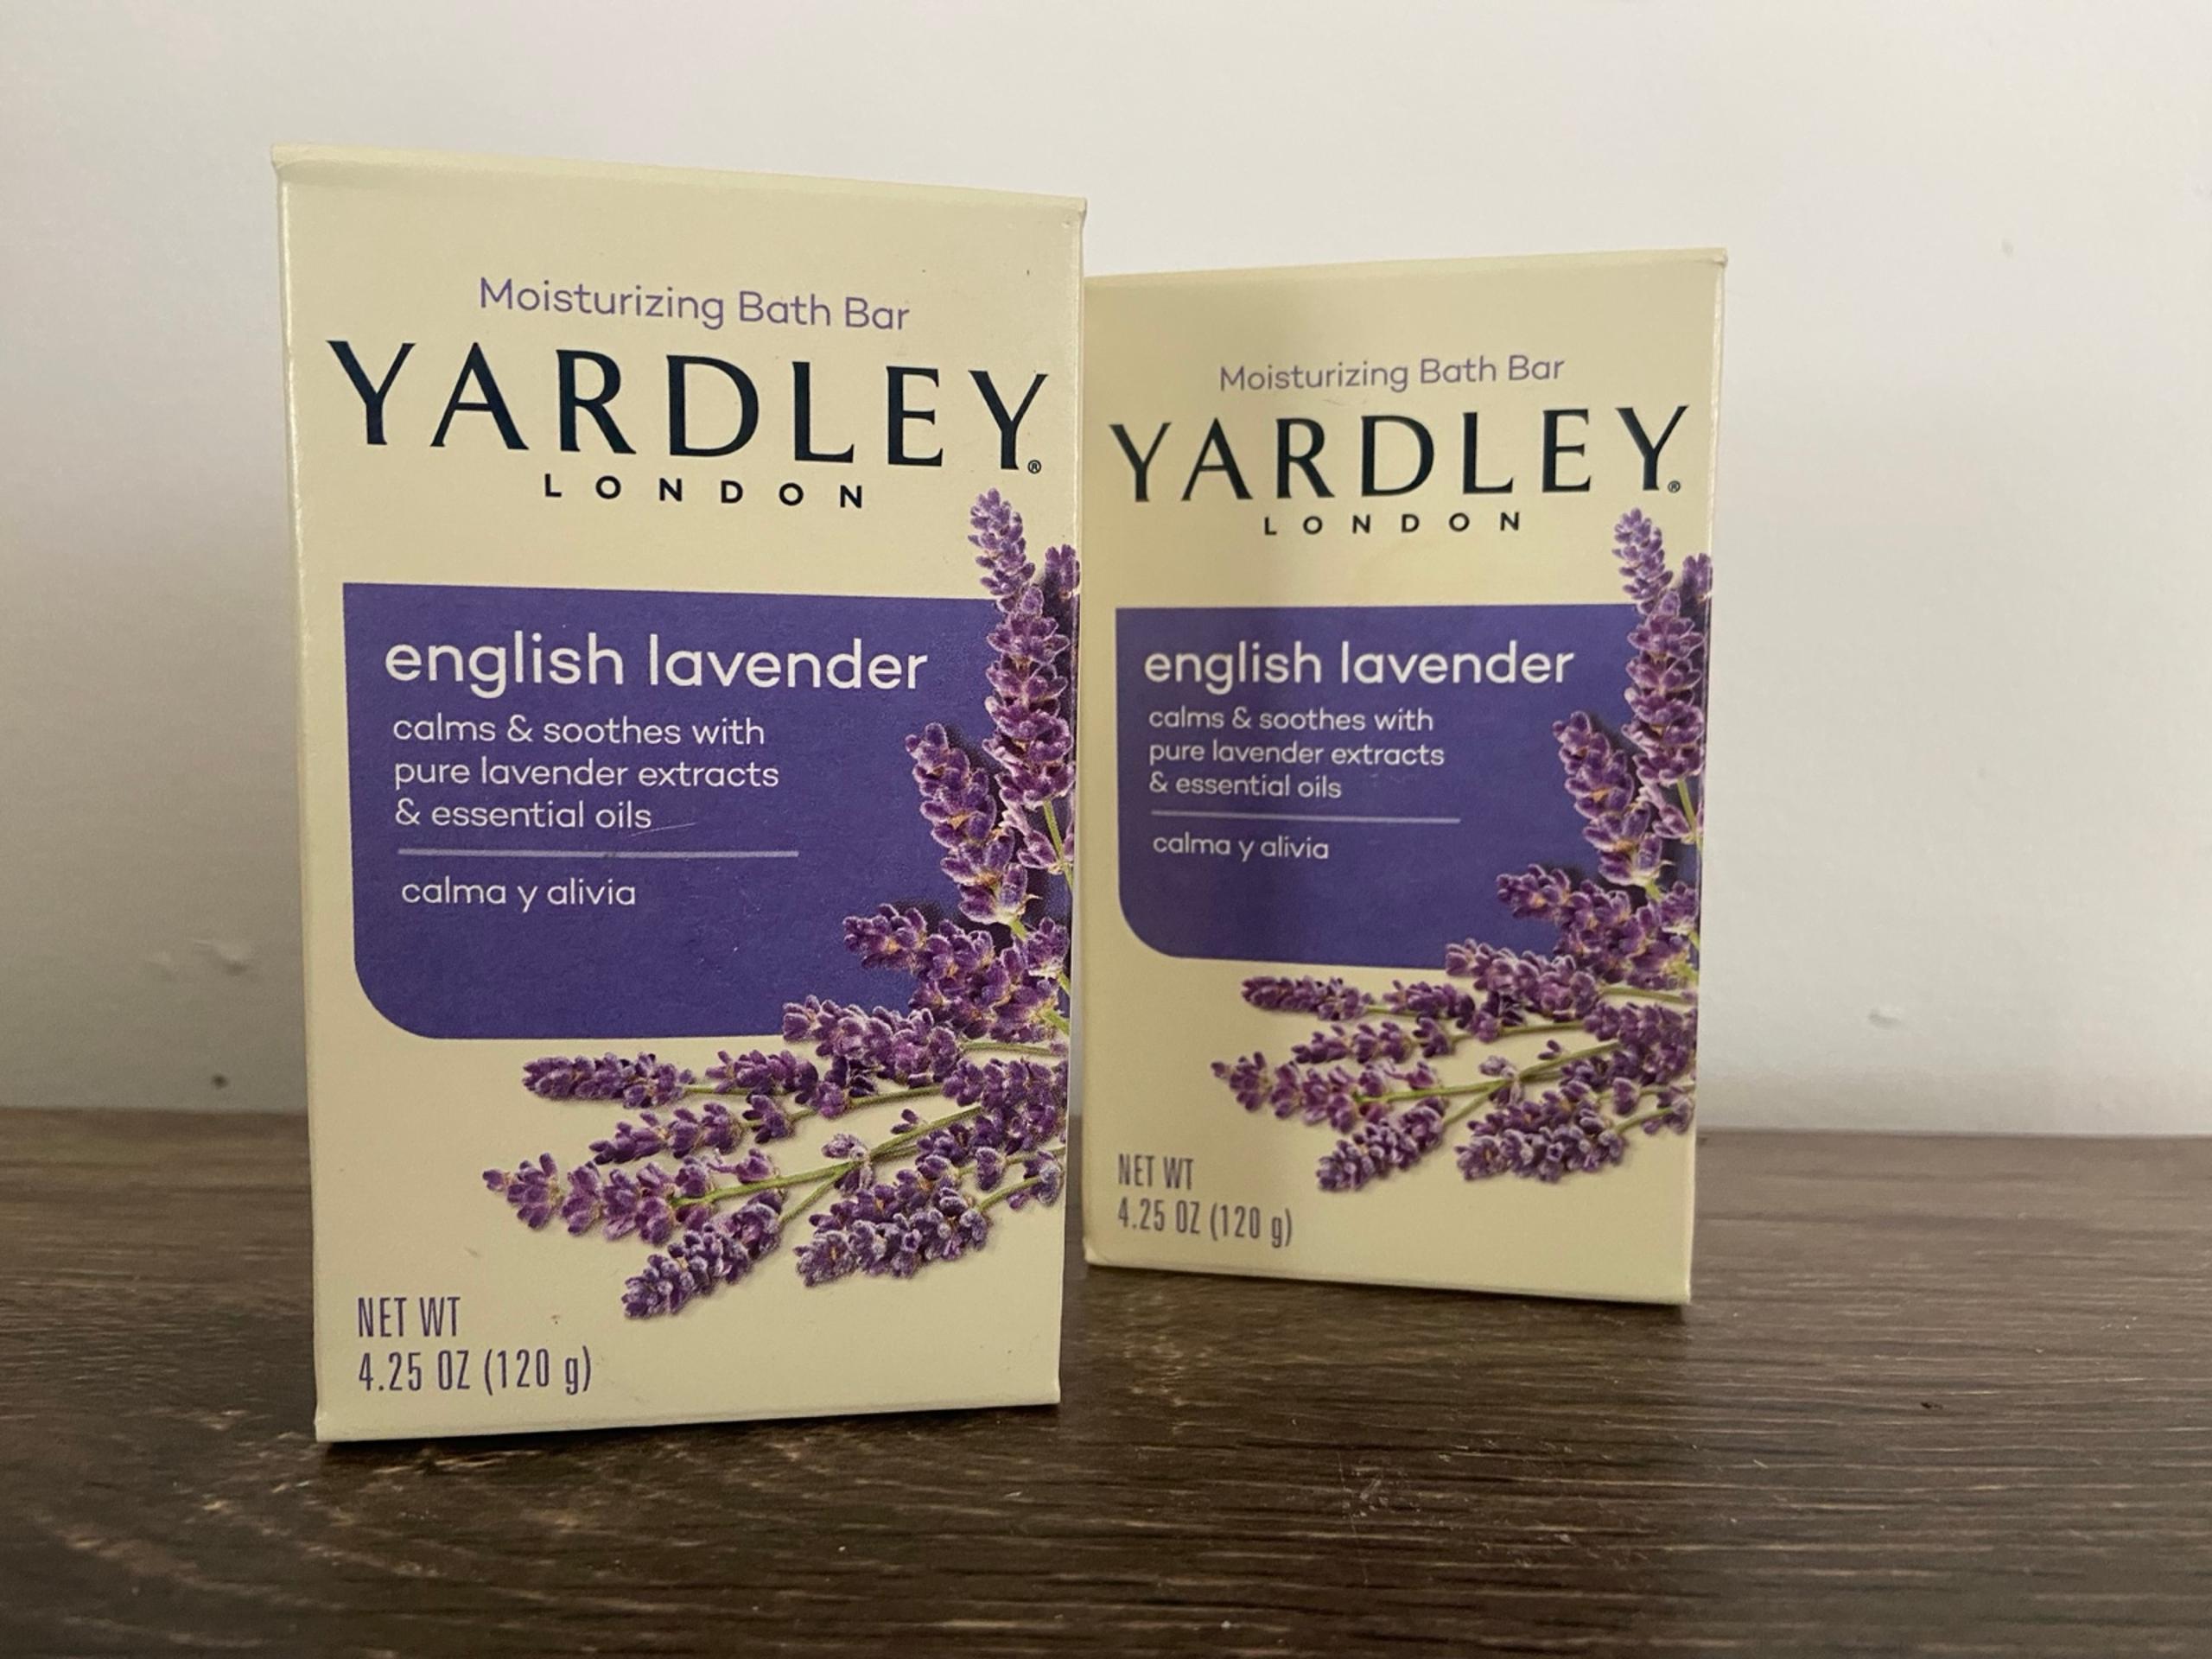 Moisturizing Bath Bar
YARDLEY®
LONDON
english lavender
calms & soothes with
pure lavender extracts
& essential oils
calma y alivia
NET WT
4.25 OZ (120 g)
Moisturizing Bath Bar
YARDLEY®
LONDON
english lavender
calms & soothes with
pure lavender extracts
& essential oils
calma y alivia
NET WT
4.25 OZ (120 g)